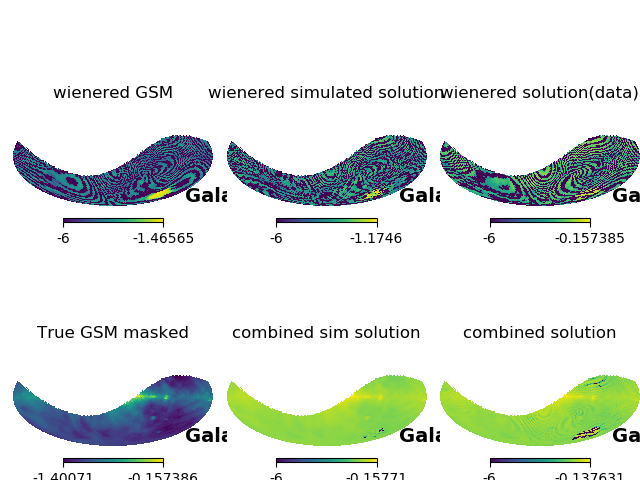 wienered GSM wienered simulated solution wienered solution(data)
Gala Gala Ga
-6 -1.46565 -6 -1.1746 -6 -0.157385
True GSM masked combined sim solution combined solution
Gala Gala Ga
-1.40071 -0.157386 -6 -0.15771 -6 -0.137631